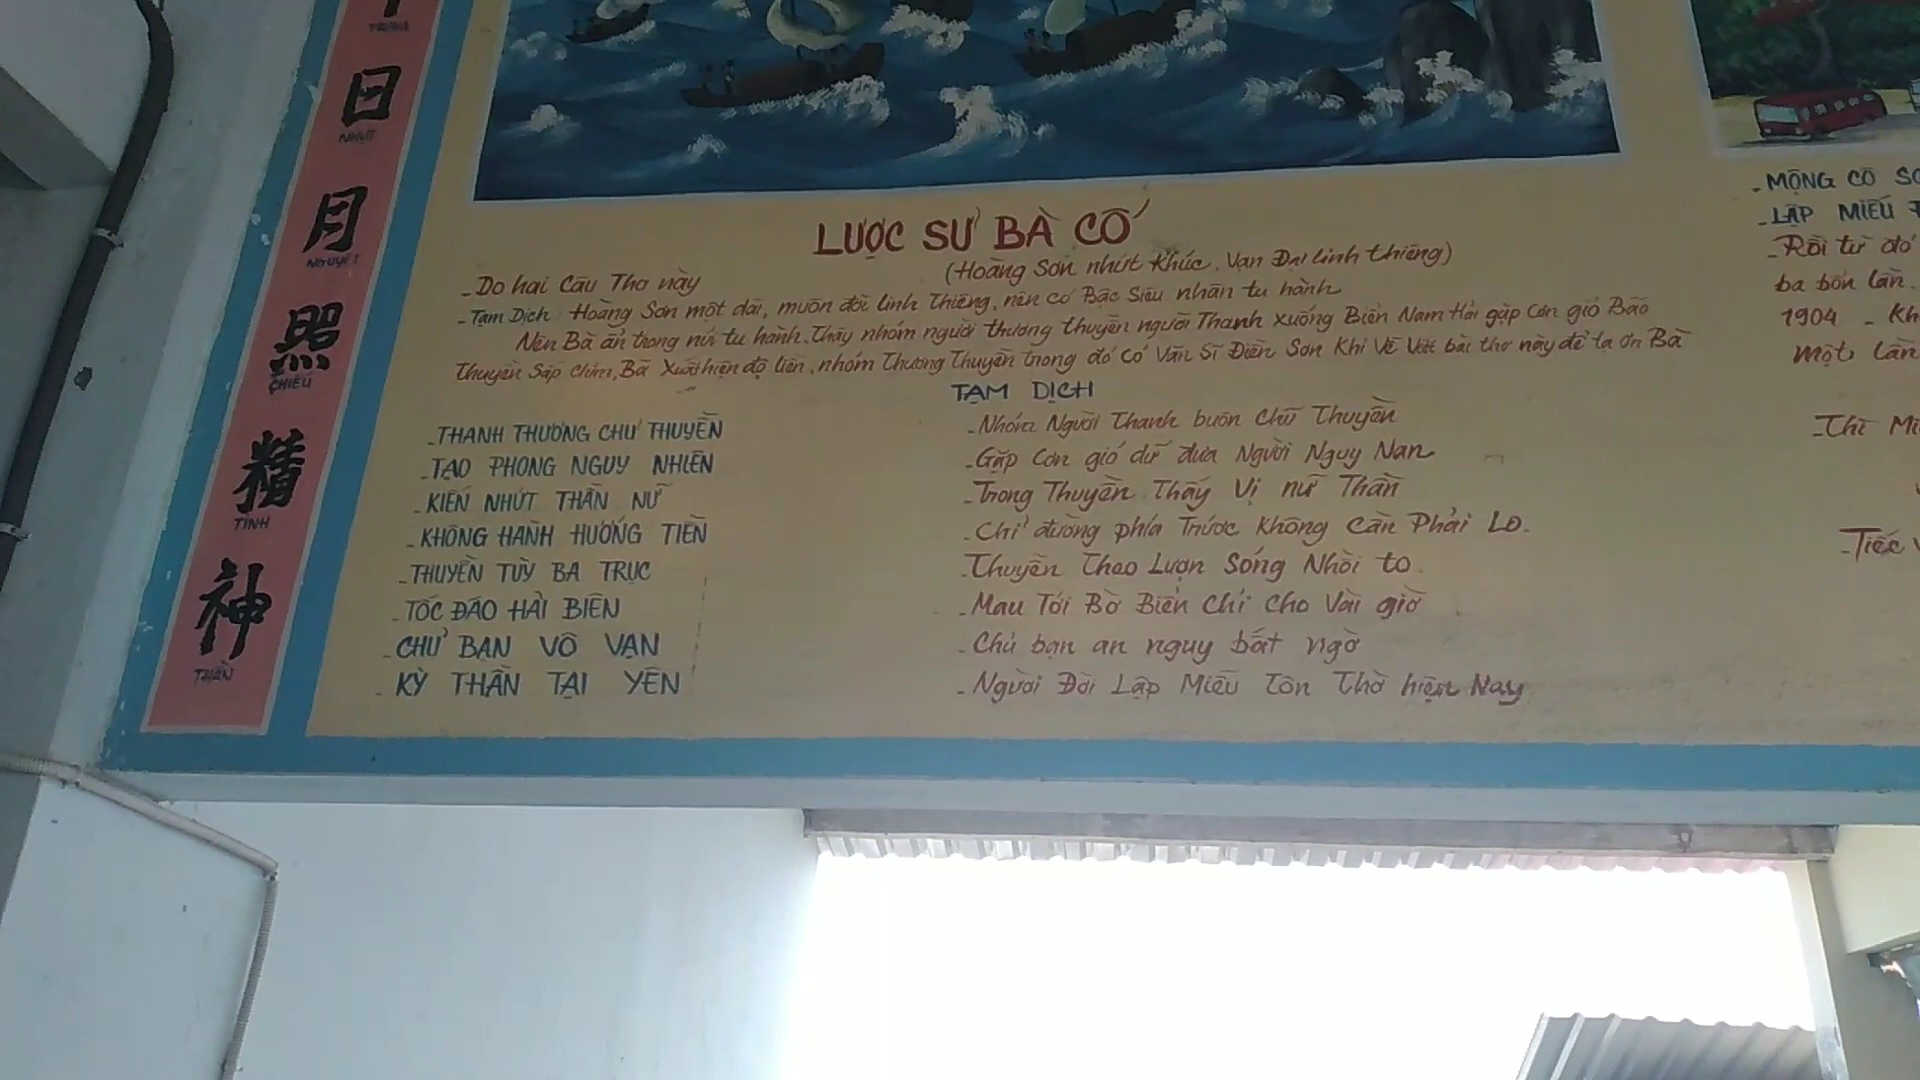 TRUNG
日
NHỰT
月
NGUYỆT
照
CHIẾU
精
TINH
神
THẦN
LƯỢC SỬ BÀ CỐ
(Hoàng Sơn nhứt khúc, Vạn Đại linh thiêng)
- Do hai Câu Thơ này
- Tạm Dịch: Hoàng Sơn một dãi, muôn đời linh thiêng, nên có Bậc Siêu nhân tu hành
Nên Bà ẩn trong núi tu hành. Thấy nhóm người thương thuyền người Thanh xuống Biển Nam Hải gặp cơn gió Bão
Thuyền Sắp chìm, Bà Xuất hiện độ liền, nhóm Thương Thuyền trong đó có Văn Sĩ Điền Sơn Khi Về Viết bài thơ này để tạ ơn Bà
- THANH THƯƠNG CHƯ THUYỀN
- TAO PHONG NGUY NHIÊN
- KIẾN NHỨT THẦN NỮ
- KHÔNG HÀNH HƯỚNG TIỀN
- THUYỀN TÙY BA TRỤC
- TỐC ĐÁO HẢI BIÊN
- CHƯ BẠN VÔ VẠN
- KỲ THẦN TẠI YÊN
TẠM DỊCH
- Nhóm Người Thanh buôn Chữ Thuyền
- Gặp Cơn gió dữ đưa Người Nguy Nan
- Trong Thuyền Thấy Vị nữ Thần
- Chỉ đường phía Trước Không Cần Phải Lo.
- Thuyền Theo Lượn Sóng Nhồi to.
- Mau Tới Bờ Biển chỉ cho Vài giờ
- Chủ bạn an nguy bất ngờ
- Người Đời Lập Miễu Tôn Thờ hiện Nay
- MỘNG CÔ
- LẬP MIẾU
- Rồi từ đó
ba bốn lần.
1904 -
Một lần
- Thì
- Tiếc